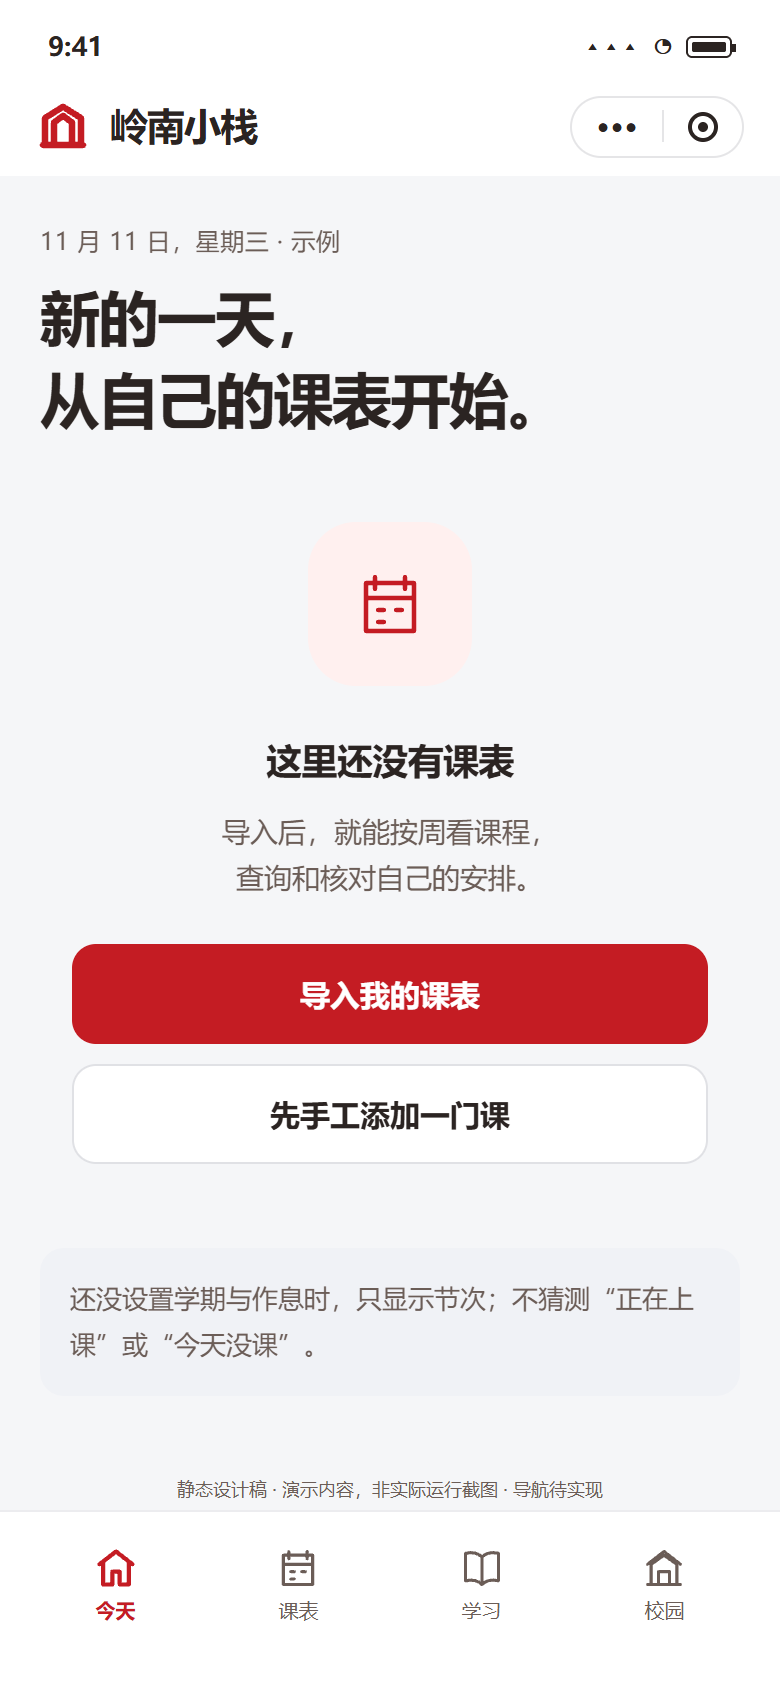 9:41
岭南小栈
11 月 11 日，星期三 · 示例
新的一天，
从自己的课表开始。
这里还没有课表
导入后，就能按周看课程，
查询和核对自己的安排。
导入我的课表
先手工添加一门课
还没设置学期与作息时，只显示节次；不猜测“正在上
课”或“今天没课”。
静态设计稿 · 演示内容，非实际运行截图 · 导航待实现
今天
课表
学习
校园